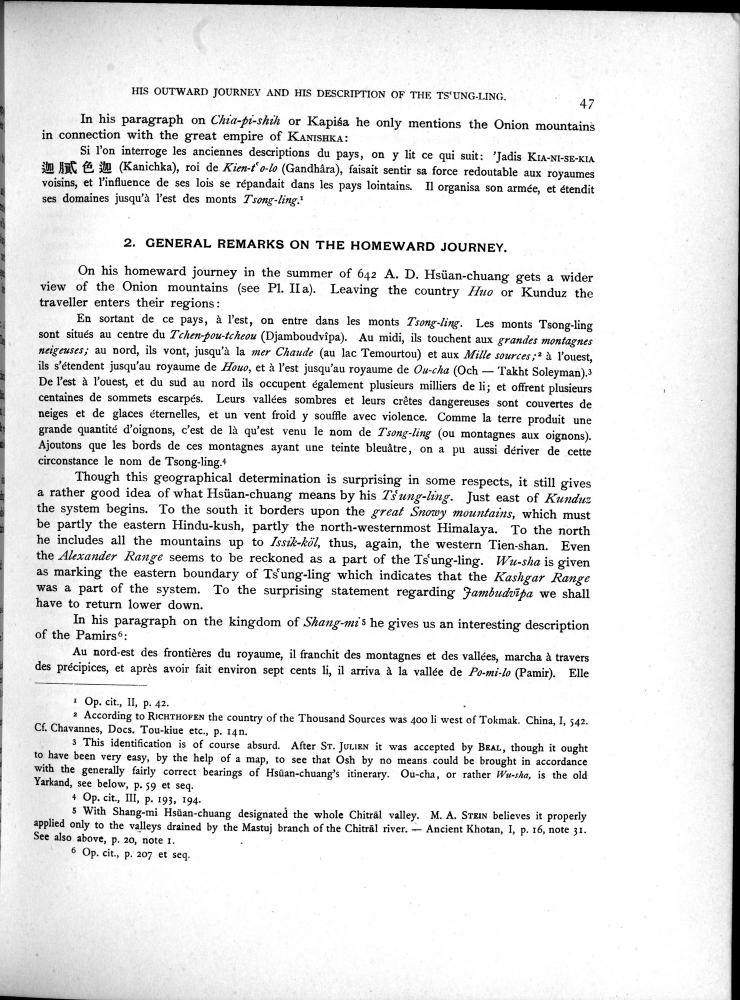 HIS OUTWARD JOURNEY AND HIS DESCRIPTION OF THE TSʻUNG-LING.
47
In his paragraph on Chia-pi-shih or Kapiśa he only mentions the Onion mountains
in connection with the great empire of KANISHKA:
Si l'on interroge les anciennes descriptions du pays, on y lit ce qui suit: 'Jadis KIA-NI-SE-KIA
迦膩色迦 (Kanichka), roi de Kien-tʻo-lo (Gandhâra), faisait sentir sa force redoutable aux royaumes
voisins, et l'influence de ses lois se répandait dans les pays lointains. Il organisa son armée, et étendit
ses domaines jusqu'à l'est des monts Tsong-ling.¹
2. GENERAL REMARKS ON THE HOMEWARD JOURNEY.
On his homeward journey in the summer of 642 A. D. Hsüan-chuang gets a wider
view of the Onion mountains (see Pl. II a). Leaving the country Huo or Kunduz the
traveller enters their regions:
En sortant de ce pays, à l'est, on entre dans les monts Tsong-ling. Les monts Tsong-ling
sont situés au centre du Tchen-pou-tcheou (Djamboudvîpa). Au midi, ils touchent aux grandes montagnes
neigeuses; au nord, ils vont, jusqu'à la mer Chaude (au lac Temourtou) et aux Mille sources;² à l'ouest,
ils s'étendent jusqu'au royaume de Houo, et à l'est jusqu'au royaume de Ou-cha (Och — Takht Soleyman).³
De l'est à l'ouest, et du sud au nord ils occupent également plusieurs milliers de li; et offrent plusieurs
centaines de sommets escarpés. Leurs vallées sombres et leurs crêtes dangereuses sont couvertes de
neiges et de glaces éternelles, et un vent froid y souffle avec violence. Comme la terre produit une
grande quantité d'oignons, c'est de là qu'est venu le nom de Tsong-ling (ou montagnes aux oignons).
Ajoutons que les bords de ces montagnes ayant une teinte bleuâtre, on a pu aussi dériver de cette
circonstance le nom de Tsong-ling.⁴
Though this geographical determination is surprising in some respects, it still gives
a rather good idea of what Hsüan-chuang means by his Tsʻung-ling. Just east of Kunduz
the system begins. To the south it borders upon the great Snowy mountains, which must
be partly the eastern Hindu-kush, partly the north-westernmost Himalaya. To the north
he includes all the mountains up to Issik-köl, thus, again, the western Tien-shan. Even
the Alexander Range seems to be reckoned as a part of the Tsʻung-ling. Wu-sha is given
as marking the eastern boundary of Tsʻung-ling which indicates that the Kashgar Range
was a part of the system. To the surprising statement regarding Jambudvîpa we shall
have to return lower down.
In his paragraph on the kingdom of Shang-mi⁵ he gives us an interesting description
of the Pamirs⁶:
Au nord-est des frontières du royaume, il franchit des montagnes et des vallées, marcha à travers
des précipices, et après avoir fait environ sept cents li, il arriva à la vallée de Po-mi-lo (Pamir). Elle
¹ Op. cit., II, p. 42.
² According to RICHTHOFEN the country of the Thousand Sources was 400 li west of Tokmak. China, I, 542.
Cf. Chavannes, Docs. Tou-kiue etc., p. 14 n.
³ This identification is of course absurd. After ST. JULIEN it was accepted by BEAL, though it ought
to have been very easy, by the help of a map, to see that Osh by no means could be brought in accordance
with the generally fairly correct bearings of Hsüan-chuang's itinerary. Ou-cha, or rather Wu-sha, is the old
Yarkand, see below, p. 59 et seq.
⁴ Op. cit., III, p. 193, 194.
⁵ With Shang-mi Hsüan-chuang designated the whole Chitrāl valley. M. A. STEIN believes it properly
applied only to the valleys drained by the Mastuj branch of the Chitrāl river. — Ancient Khotan, I, p. 16, note 31.
See also above, p. 20, note 1.
⁶ Op. cit., p. 207 et seq.